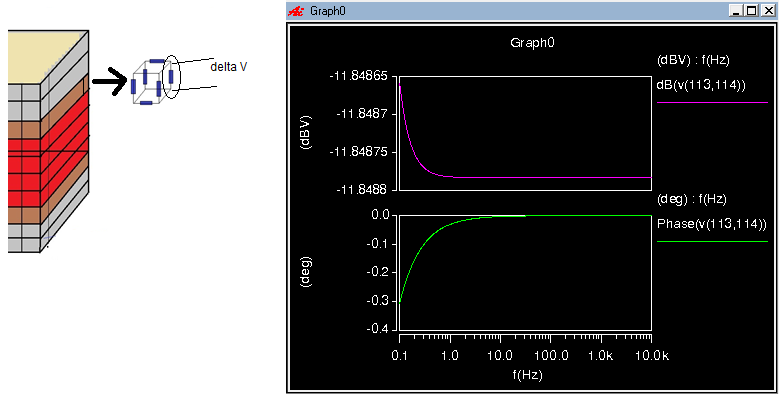 delta V
Graph0
Graph0
(dBV) : f(Hz)
dB(v(113,114))
(dBV)
-11.84865
-11.8487
-11.84875
-11.8488
(deg) : f(Hz)
Phase(v(113,114))
(deg)
0.0
-0.1
-0.2
-0.3
-0.4
0.1 1.0 10.0 100.0 1.0k 10.0k
f(Hz)